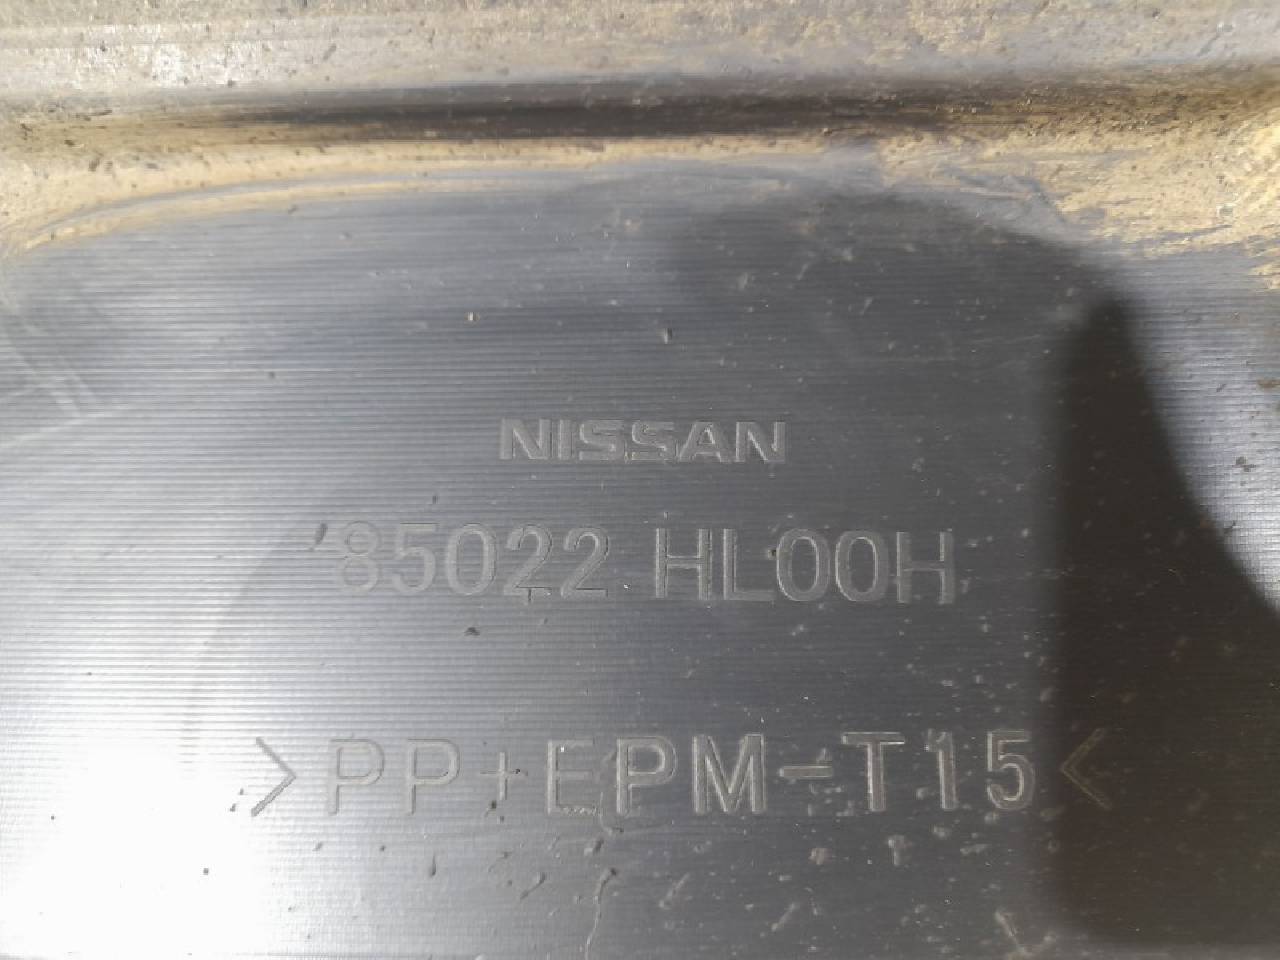 NISSAN
85022 HL00H
>PP+EPM-T15<